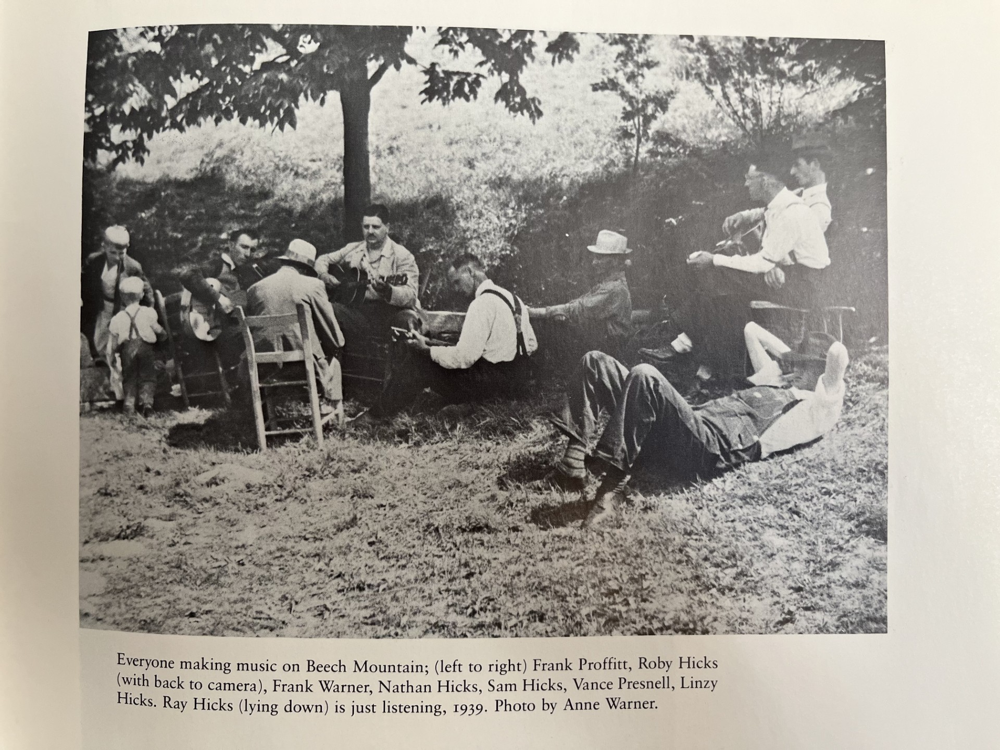 Everyone making music on Beech Mountain; (left to right) Frank Proffitt, Roby Hicks
(with back to camera), Frank Warner, Nathan Hicks, Sam Hicks, Vance Presnell, Linzy
Hicks. Ray Hicks (lying down) is just listening, 1939. Photo by Anne Warner.